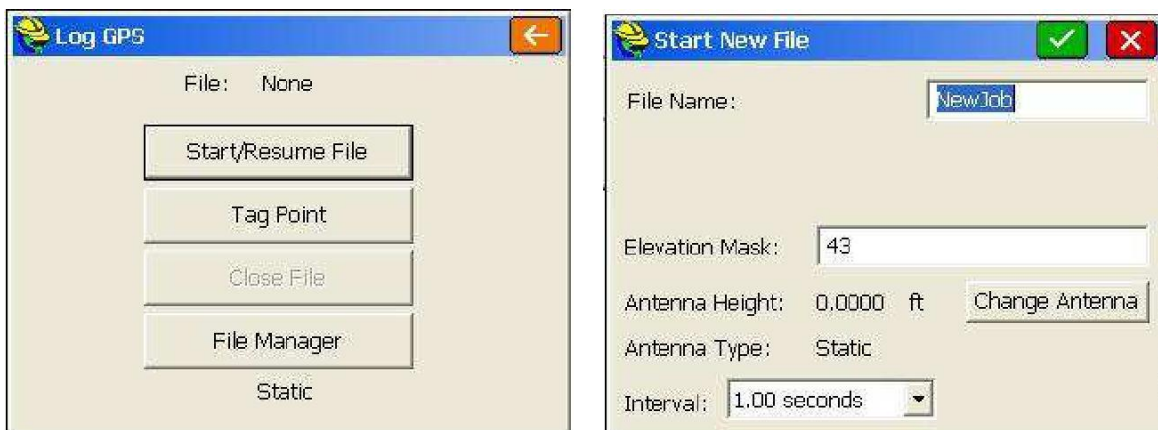 Log GPS
File: None
Start/Resume File
Tag Point
Close File
File Manager
Static
Start New File
File Name: NewJob
Elevation Mask: 43
Antenna Height: 0.0000 ft Change Antenna
Antenna Type: Static
Interval: 1.00 seconds